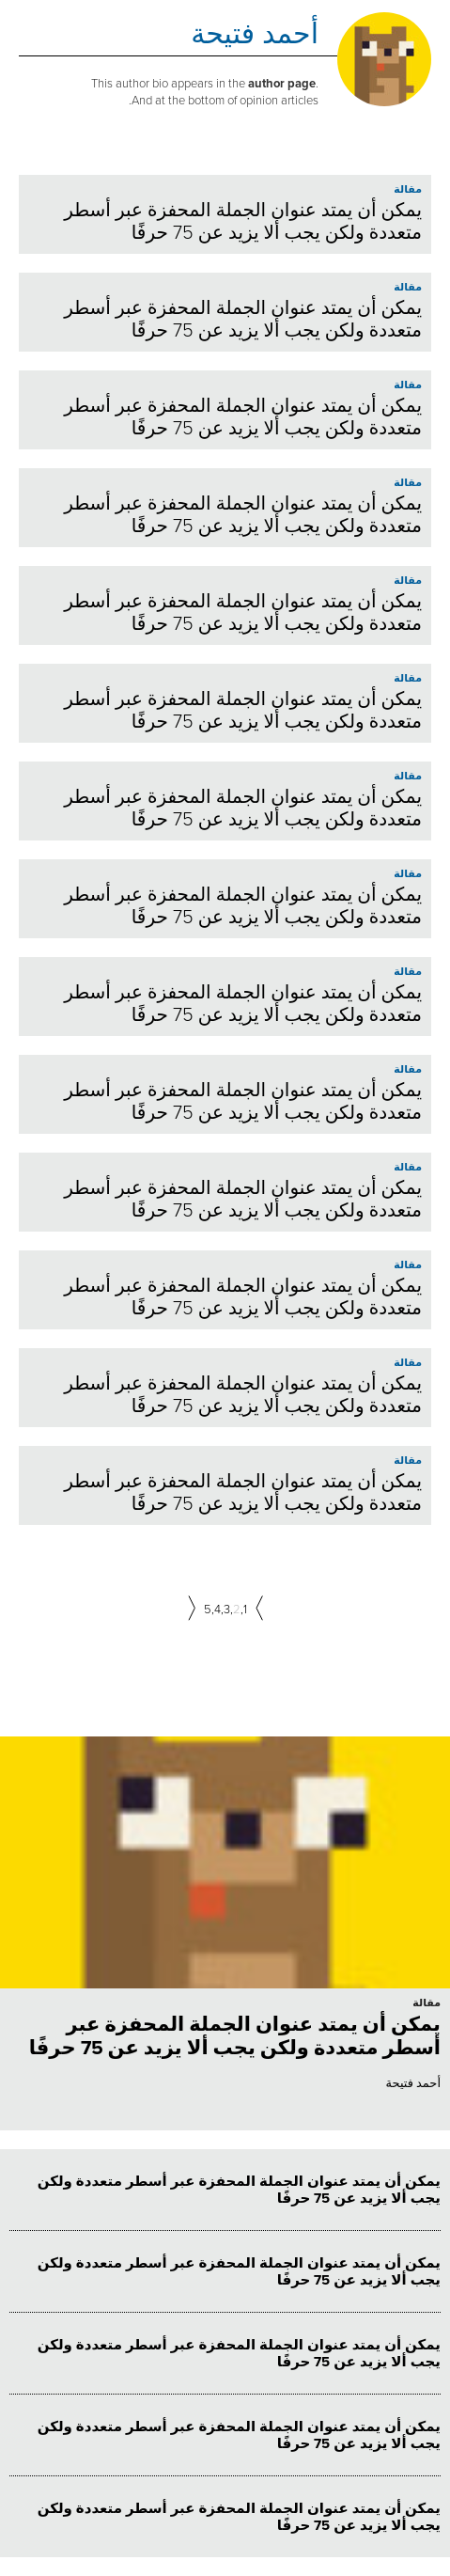 أحمد فتيحة
This author bio appears in the author page.
And at the bottom of opinion articles.
مقالة
يمكن أن يمتد عنوان الجملة المحفزة عبر أسطر
متعددة ولكن يجب ألا يزيد عن 75 حرفًا
مقالة
يمكن أن يمتد عنوان الجملة المحفزة عبر أسطر
متعددة ولكن يجب ألا يزيد عن 75 حرفًا
مقالة
يمكن أن يمتد عنوان الجملة المحفزة عبر أسطر
متعددة ولكن يجب ألا يزيد عن 75 حرفًا
مقالة
يمكن أن يمتد عنوان الجملة المحفزة عبر أسطر
متعددة ولكن يجب ألا يزيد عن 75 حرفًا
مقالة
يمكن أن يمتد عنوان الجملة المحفزة عبر أسطر
متعددة ولكن يجب ألا يزيد عن 75 حرفًا
مقالة
يمكن أن يمتد عنوان الجملة المحفزة عبر أسطر
متعددة ولكن يجب ألا يزيد عن 75 حرفًا
مقالة
يمكن أن يمتد عنوان الجملة المحفزة عبر أسطر
متعددة ولكن يجب ألا يزيد عن 75 حرفًا
مقالة
يمكن أن يمتد عنوان الجملة المحفزة عبر أسطر
متعددة ولكن يجب ألا يزيد عن 75 حرفًا
مقالة
يمكن أن يمتد عنوان الجملة المحفزة عبر أسطر
متعددة ولكن يجب ألا يزيد عن 75 حرفًا
مقالة
يمكن أن يمتد عنوان الجملة المحفزة عبر أسطر
متعددة ولكن يجب ألا يزيد عن 75 حرفًا
مقالة
يمكن أن يمتد عنوان الجملة المحفزة عبر أسطر
متعددة ولكن يجب ألا يزيد عن 75 حرفًا
مقالة
يمكن أن يمتد عنوان الجملة المحفزة عبر أسطر
متعددة ولكن يجب ألا يزيد عن 75 حرفًا
مقالة
يمكن أن يمتد عنوان الجملة المحفزة عبر أسطر
متعددة ولكن يجب ألا يزيد عن 75 حرفًا
مقالة
يمكن أن يمتد عنوان الجملة المحفزة عبر أسطر
متعددة ولكن يجب ألا يزيد عن 75 حرفًا
5,4,3,2,1
مقالة
يمكن أن يمتد عنوان الجملة المحفزة عبر
أسطر متعددة ولكن يجب ألا يزيد عن 75 حرفًا
أحمد فتيحة
يمكن أن يمتد عنوان الجملة المحفزة عبر أسطر متعددة ولكن
يجب ألا يزيد عن 75 حرفًا
يمكن أن يمتد عنوان الجملة المحفزة عبر أسطر متعددة ولكن
يجب ألا يزيد عن 75 حرفًا
يمكن أن يمتد عنوان الجملة المحفزة عبر أسطر متعددة ولكن
يجب ألا يزيد عن 75 حرفًا
يمكن أن يمتد عنوان الجملة المحفزة عبر أسطر متعددة ولكن
يجب ألا يزيد عن 75 حرفًا
يمكن أن يمتد عنوان الجملة المحفزة عبر أسطر متعددة ولكن
يجب ألا يزيد عن 75 حرفًا